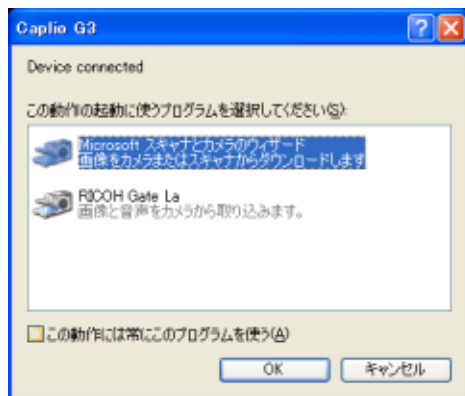 Caplio G3
Device connected
この動作の起動に使うプログラムを選択してください(S):
Microsoft スキャナとカメラのウィザード
画像をカメラまたはスキャナからダウンロードします
RICOH Gate La
画像と音声をカメラから取り込みます。
この動作には常にこのプログラムを使う(A)
OK
キャンセル